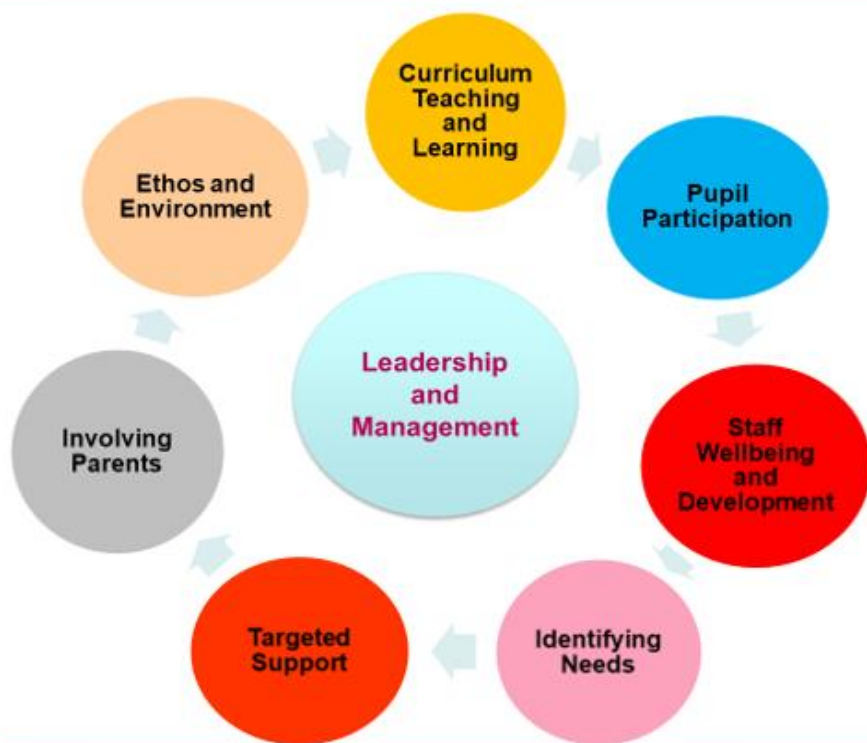 Curriculum
Teaching
and
Learning
Pupil
Participation
Staff
Wellbeing
and
Development
Identifying
Needs
Targeted
Support
Involving
Parents
Ethos and
Environment
Leadership
and
Management